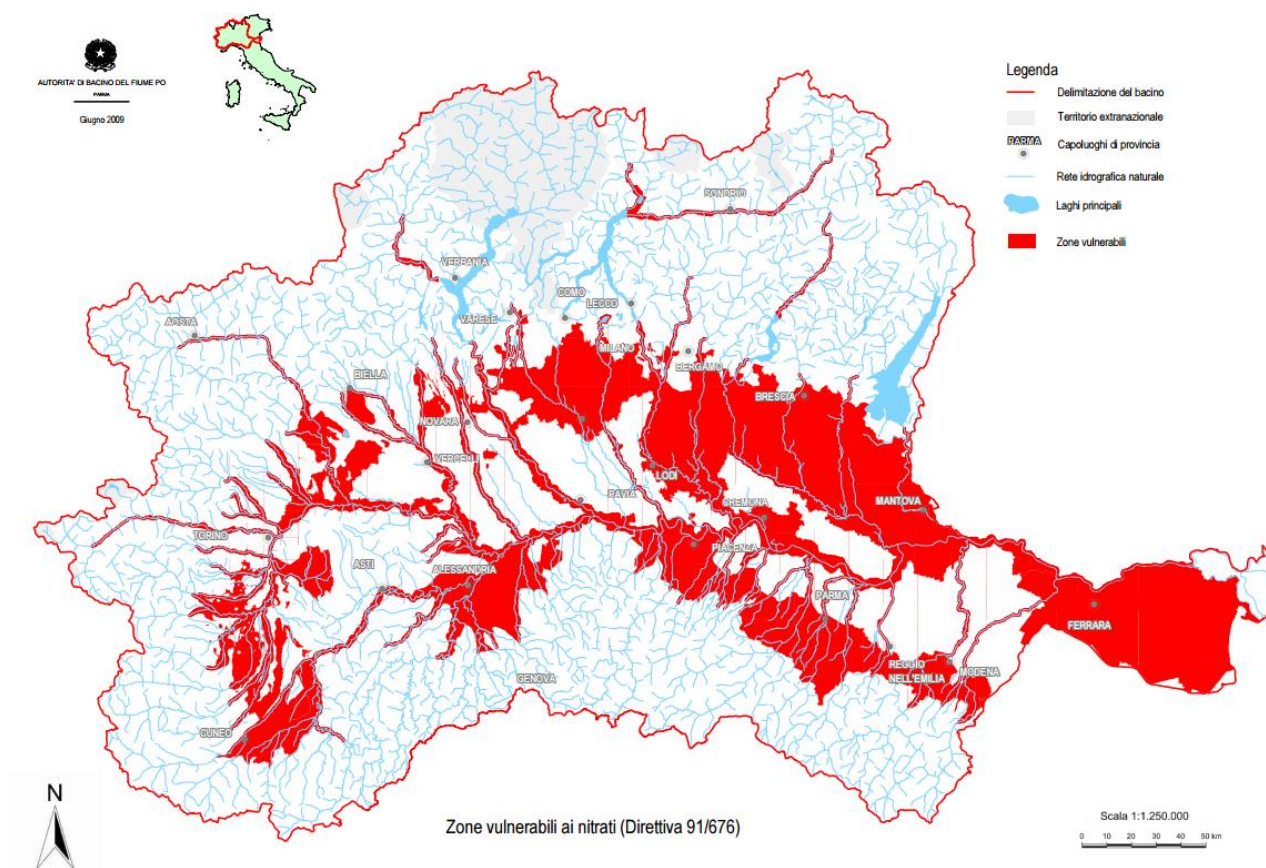 AUTORITA' DI BACINO DEL FIUME PO
PARMA
Giugno 2009
Legenda
Delimitazione del bacino
Territorio extranazionale
PARMA
Capoluoghi di provincia
Rete idrografica naturale
Laghi principali
Zone vulnerabili
SONDRIO
VERBANIA
COMO
LECCO
VARESE
AOSTA
MILANO
BERGAMO
BIELLA
BRESCIA
NOVARA
VERCELLI
LODI
PAVIA
CREMONA
MANTOVA
TORINO
PIACENZA
ASTI
ALESSANDRIA
PARMA
FERRARA
REGGIO
NELL'EMILIA
MODENA
GENOVA
CUNEO
N
Zone vulnerabili ai nitrati (Direttiva 91/676)
Scala 1:1.250.000
0 10 20 30 40 50 km